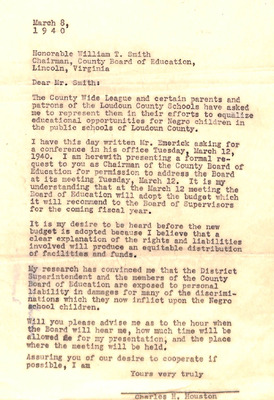 March 8,
1940
Honorable William T. Smith
Chairman, County Board of Education,
Lincoln, Virginia
Dear Mr. Smith:
The County Wide League and certain parents and
patrons of the Loudoun County Schools have asked
me to represent them in their efforts to equalize
educational opportunities for Negro children in
the public schools of Loudoun County.
I have this day written Mr. Emerick asking for
a conference in his office Tuesday, March 12,
1940. I am herewith presenting a formal re-
quest to you as Chairman of the County Board of
Education for permission to address the Board
at its meeting Tuesday, March 12. It is my
understanding that at the March 12 meeting the
Board of Education will adopt the budget which
it will recommend to the Board of Supervisors
for the coming fiscal year.
It is my desire to be heard before the new
budget is adopted because I believe that a
clear explanation of the rights and liabilities
involved will produce an equitable distribution
of facilities and funds.
My research has convinced me that the District
Superintendent and the members of the County
Board of Education are exposed to personal
liability in damages for many of the discrimi-
nations which they now inflict upon the Negro
school children.
Will you please advise me as to the hour when
the Board will hear me, how much time will be
allowed me for my presentation, and the place
where the meeting will be held.
Assuring you of our desire to cooperate if
possible, I am
Yours very truly
Charles H. Houston